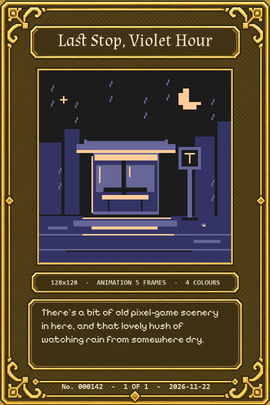 Last Stop, Violet Hour
T
128x128 - ANIMATION 5 FRAMES - 4 COLOURS
There's a bit of old pixel-game scenery
in here, and that lovely hush of
watching rain from somewhere dry.
No. 000142 - 1 OF 1 - 2026-11-22